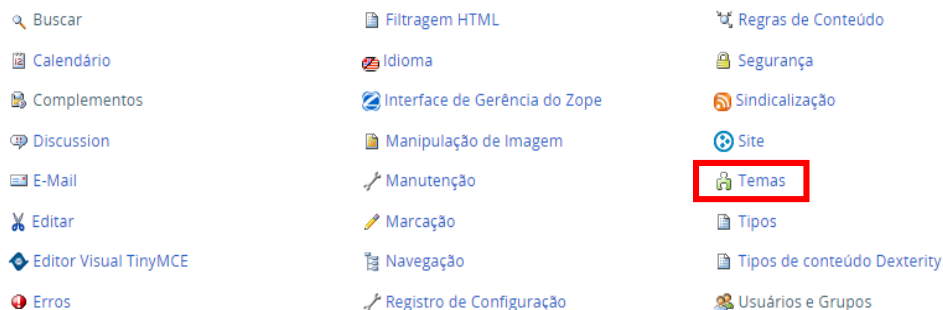 Buscar
Filtragem HTML
Regras de Conteúdo
Calendário
Idioma
Segurança
Complementos
Interface de Gerência do Zope
Sindicalização
Discussion
Manipulação de Imagem
Site
E-Mail
Manutenção
Temas
Editar
Marcação
Tipos
Editor Visual TinyMCE
Navegação
Tipos de conteúdo Dexterity
Erros
Registro de Configuração
Usuários e Grupos